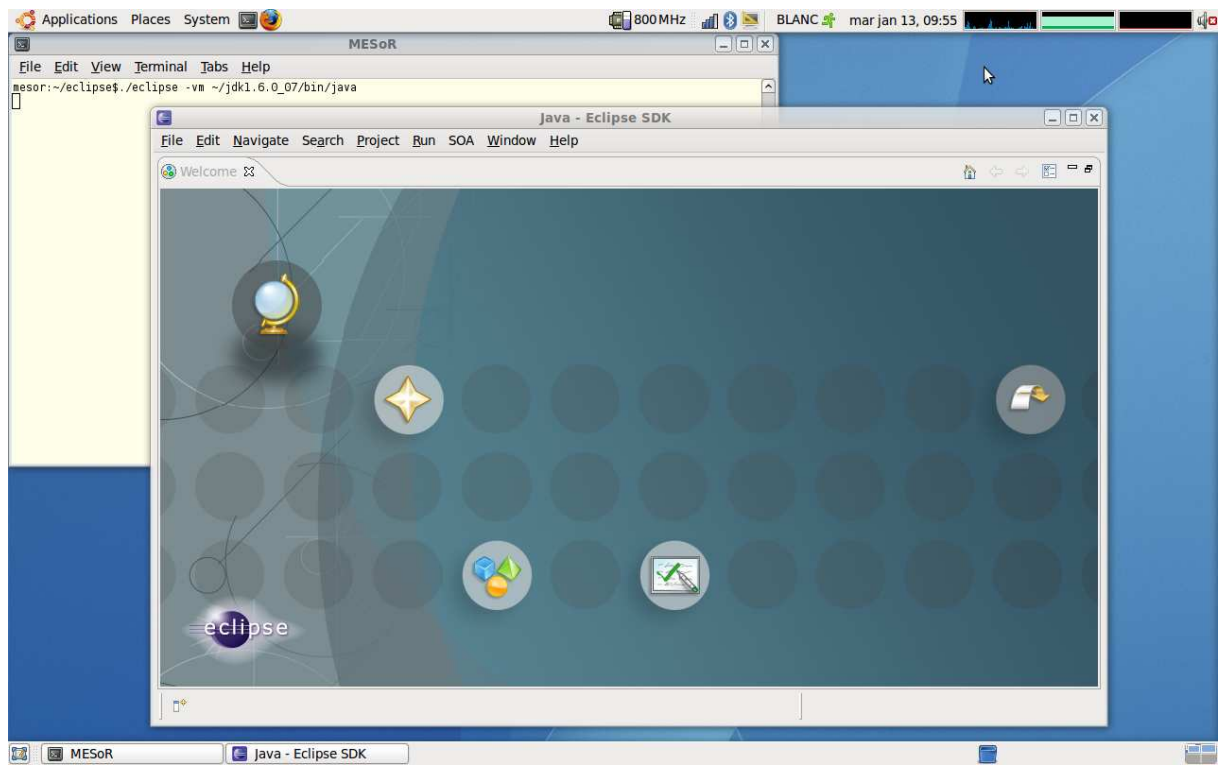 Applications Places System 800 MHz BLANC mar jan 13, 09:55
MESoR
File Edit View Terminal Tabs Help
mesor:~/eclipse$./eclipse -vm ~/jdk1.6.0_07/bin/java
Java - Eclipse SDK
File Edit Navigate Search Project Run SOA Window Help
Welcome
eclipse
MESoR Java - Eclipse SDK